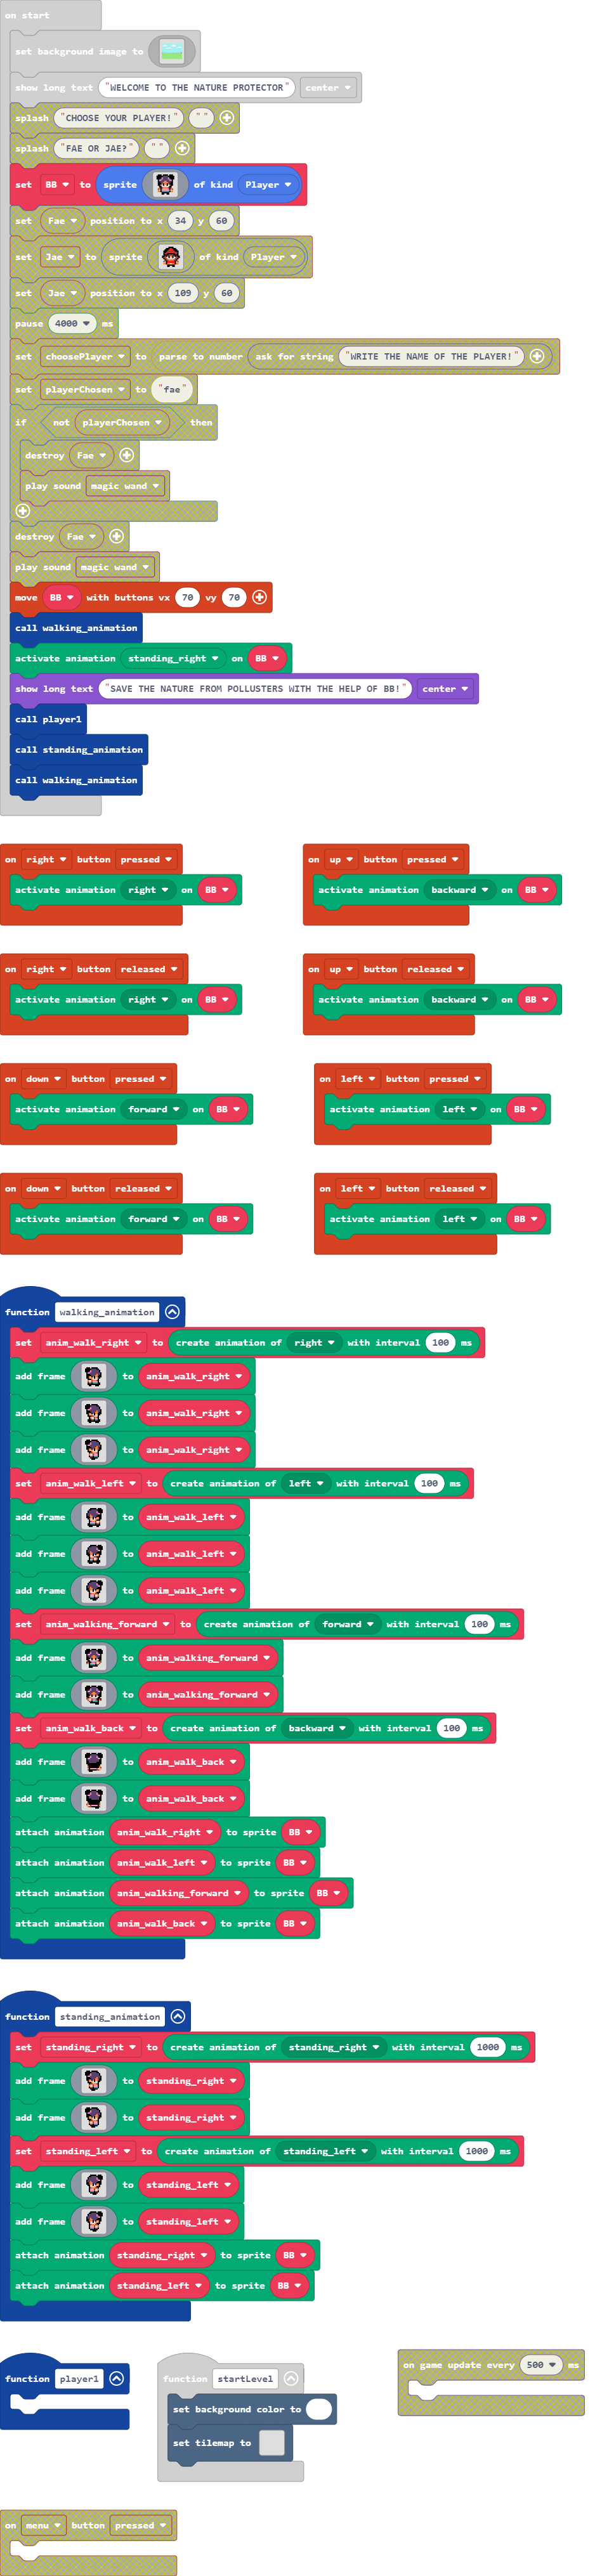 on start
set background image to
show long text "WELCOME TO THE NATURE PROTECTOR" center
splash "CHOOSE YOUR PLAYER!" " "
splash "FAE OR JAE?" " "
set BB to sprite of kind Player
set Fae position to x 34 y 60
set Jae to sprite of kind Player
set Jae position to x 109 y 60
pause 4000 ms
set choosePlayer to parse to number ask for string "WRITE THE NAME OF THE PLAYER!"
set playerChosen to "fae"
if not playerChosen then
destroy Fae
play sound magic wand
destroy Fae
play sound magic wand
move BB with buttons vx 70 vy 70
call walking_animation
activate animation standing_right on BB
show long text "SAVE THE NATURE FROM POLLUSTERS WITH THE HELP OF BB!" center
call player1
call standing_animation
call walking_animation
on right button pressed
activate animation right on BB
on up button pressed
activate animation backward on BB
on right button released
activate animation right on BB
on up button released
activate animation backward on BB
on down button pressed
activate animation forward on BB
on left button pressed
activate animation left on BB
on down button released
activate animation forward on BB
on left button released
activate animation left on BB
function walking_animation
set anim_walk_right to create animation of right with interval 100 ms
add frame to anim_walk_right
add frame to anim_walk_right
add frame to anim_walk_right
set anim_walk_left to create animation of left with interval 100 ms
add frame to anim_walk_left
add frame to anim_walk_left
add frame to anim_walk_left
set anim_walking_forward to create animation of forward with interval 100 ms
add frame to anim_walking_forward
add frame to anim_walking_forward
set anim_walk_back to create animation of backward with interval 100 ms
add frame to anim_walk_back
add frame to anim_walk_back
attach animation anim_walk_right to sprite BB
attach animation anim_walk_left to sprite BB
attach animation anim_walking_forward to sprite BB
attach animation anim_walk_back to sprite BB
function standing_animation
set standing_right to create animation of standing_right with interval 1000 ms
add frame to standing_right
add frame to standing_right
set standing_left to create animation of standing_left with interval 1000 ms
add frame to standing_left
add frame to standing_left
attach animation standing_right to sprite BB
attach animation standing_left to sprite BB
function player1
function startLevel
set background color to
set tilemap to
on game update every 500 ms
on menu button pressed